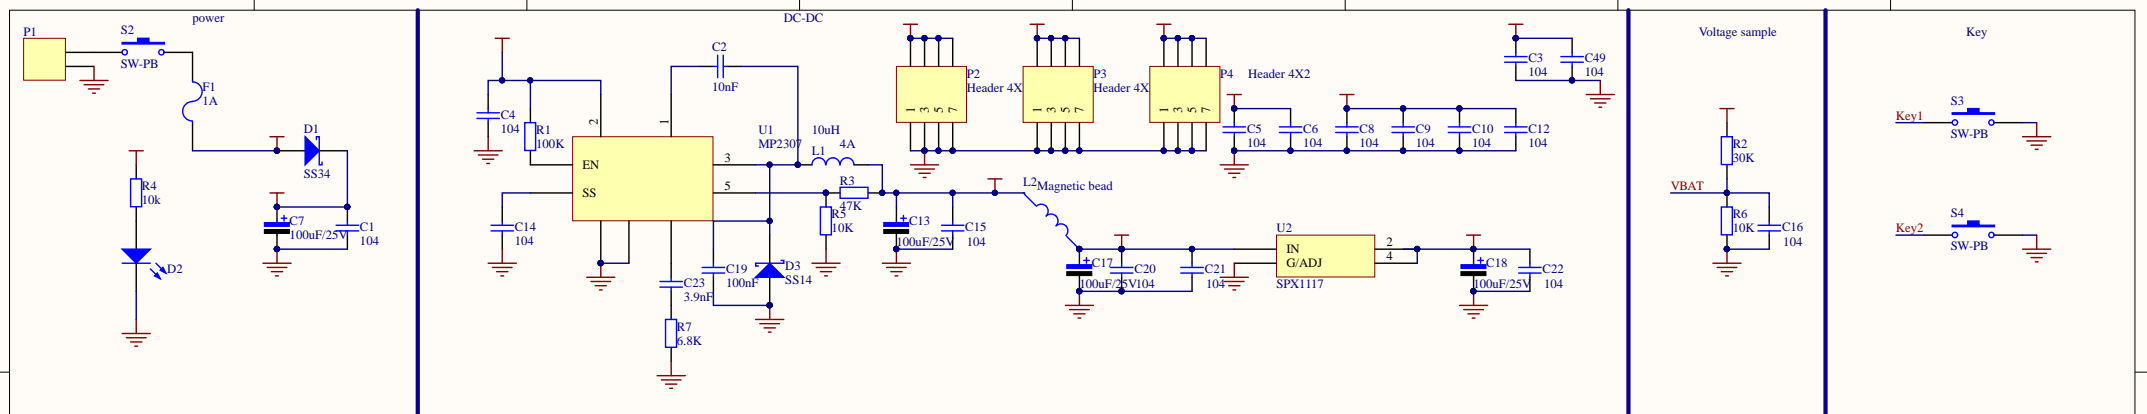 power
P1
S2
SW-PB
F1
1A
D1
SS34
R4
10k
D2
C7
100uF/25V
C1
104
DC-DC
C4
104
R1
100K
2
1
C2
10nF
EN
SS
3
5
U1
MP2307
10uH
L1
4A
C14
104
C23
3.9nF
R7
6.8K
C19
100nF
D3
SS14
R3
47K
R5
10K
C13
100uF/25V
C15
104
P2
Header 4X
1 3 5 7
P3
Header 4X
1 3 5 7
P4
Header 4X2
1 3 5 7
C5
104
C6
104
C8
104
C9
104
C10
104
C12
104
C3
104
C49
104
L2
Magnetic bead
C17
100uF/25V
C20
104
C21
104
U2
IN
G/ADJ
2
4
SPX1117
C18
100uF/25V
C22
104
Voltage sample
R2
30K
VBAT
R6
10K
C16
104
Key
Key1
S3
SW-PB
Key2
S4
SW-PB